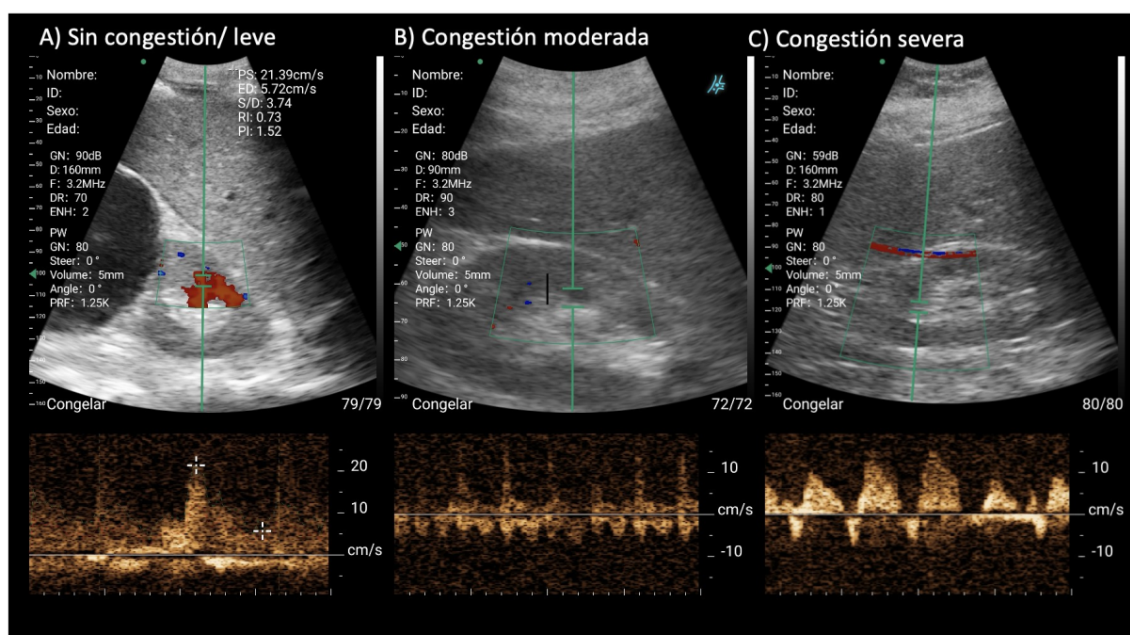 A) Sin congestión/ leve
Nombre:
ID:
Sexo:
Edad:
PS: 21.39cm/s
ED: 5.72cm/s
S/D: 3.74
RI: 0.73
PI: 1.52
GN: 90dB
D: 160mm
F: 3.2MHz
DR: 70
ENH: 2
PW
GN: 80
Steer: 0°
Volume: 5mm
Angle: 0°
PRF: 1.25K
Congelar 79/79
20
10
cm/s
B) Congestión moderada
Nombre:
ID:
Sexo:
Edad:
GN: 80dB
D: 90mm
F: 3.2MHz
DR: 90
ENH: 3
PW
GN: 80
Steer: 0°
Volume: 5mm
Angle: 0°
PRF: 1.25K
Congelar 72/72
10
cm/s
-10
C) Congestión severa
Nombre:
ID:
Sexo:
Edad:
GN: 59dB
D: 160mm
F: 3.2MHz
DR: 80
ENH: 1
PW
GN: 80
Steer: 0°
Volume: 5mm
Angle: 0°
PRF: 1.25K
Congelar 80/80
10
cm/s
-10